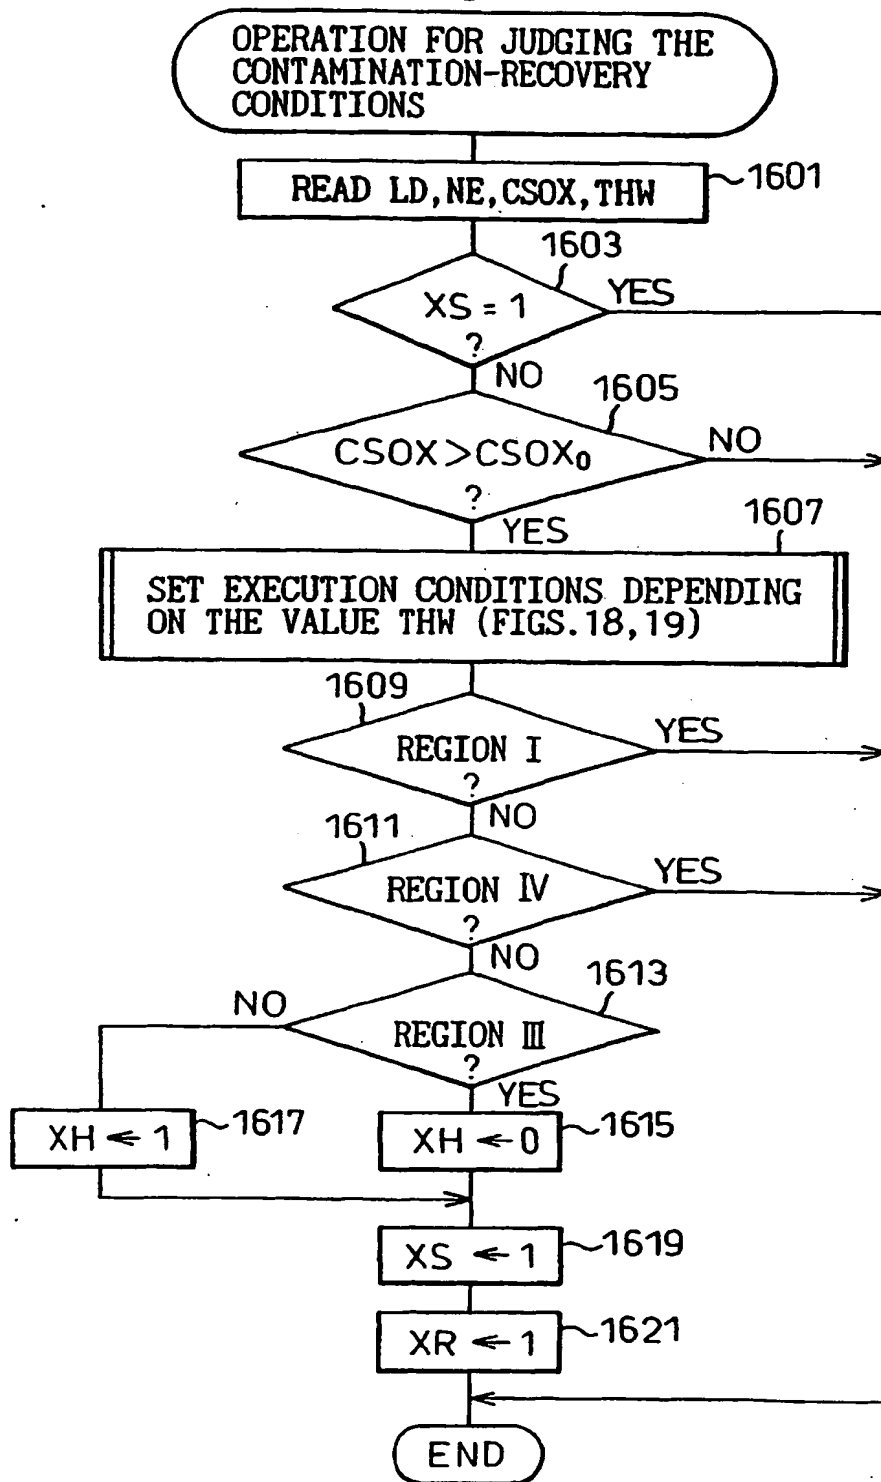 OPERATION FOR JUDGING THE
CONTAMINATION-RECOVERY
CONDITIONS
READ LD,NE,CSOX,THW
1601
1603
XS = 1
?
YES
NO
1605
CSOX>CSOX₀
?
NO
YES
1607
SET EXECUTION CONDITIONS DEPENDING
ON THE VALUE THW (FIGS.18,19)
1609
REGION I
?
YES
NO
1611
REGION IV
?
YES
NO
1613
NO
REGION III
?
YES
XH ← 1
1617
XH ← 0
1615
XS ← 1
1619
XR ← 1
1621
END